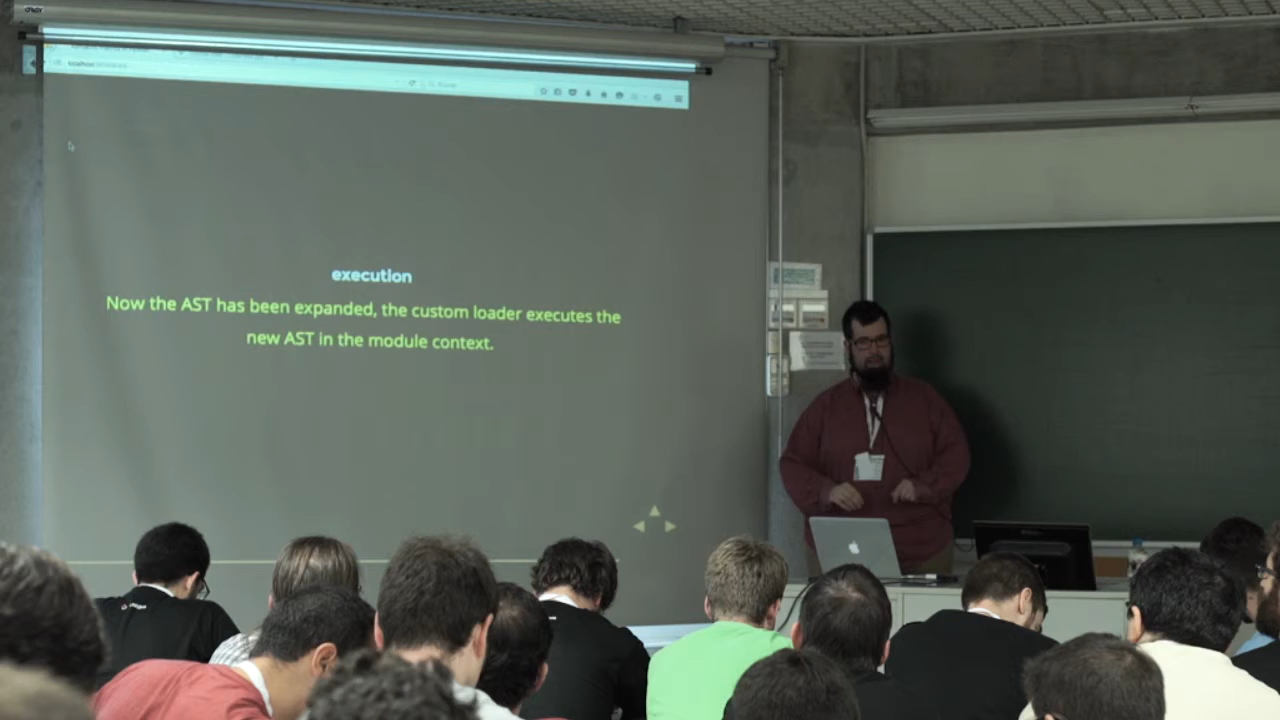 execution
Now the AST has been expanded, the custom loader executes the
new AST in the module context.